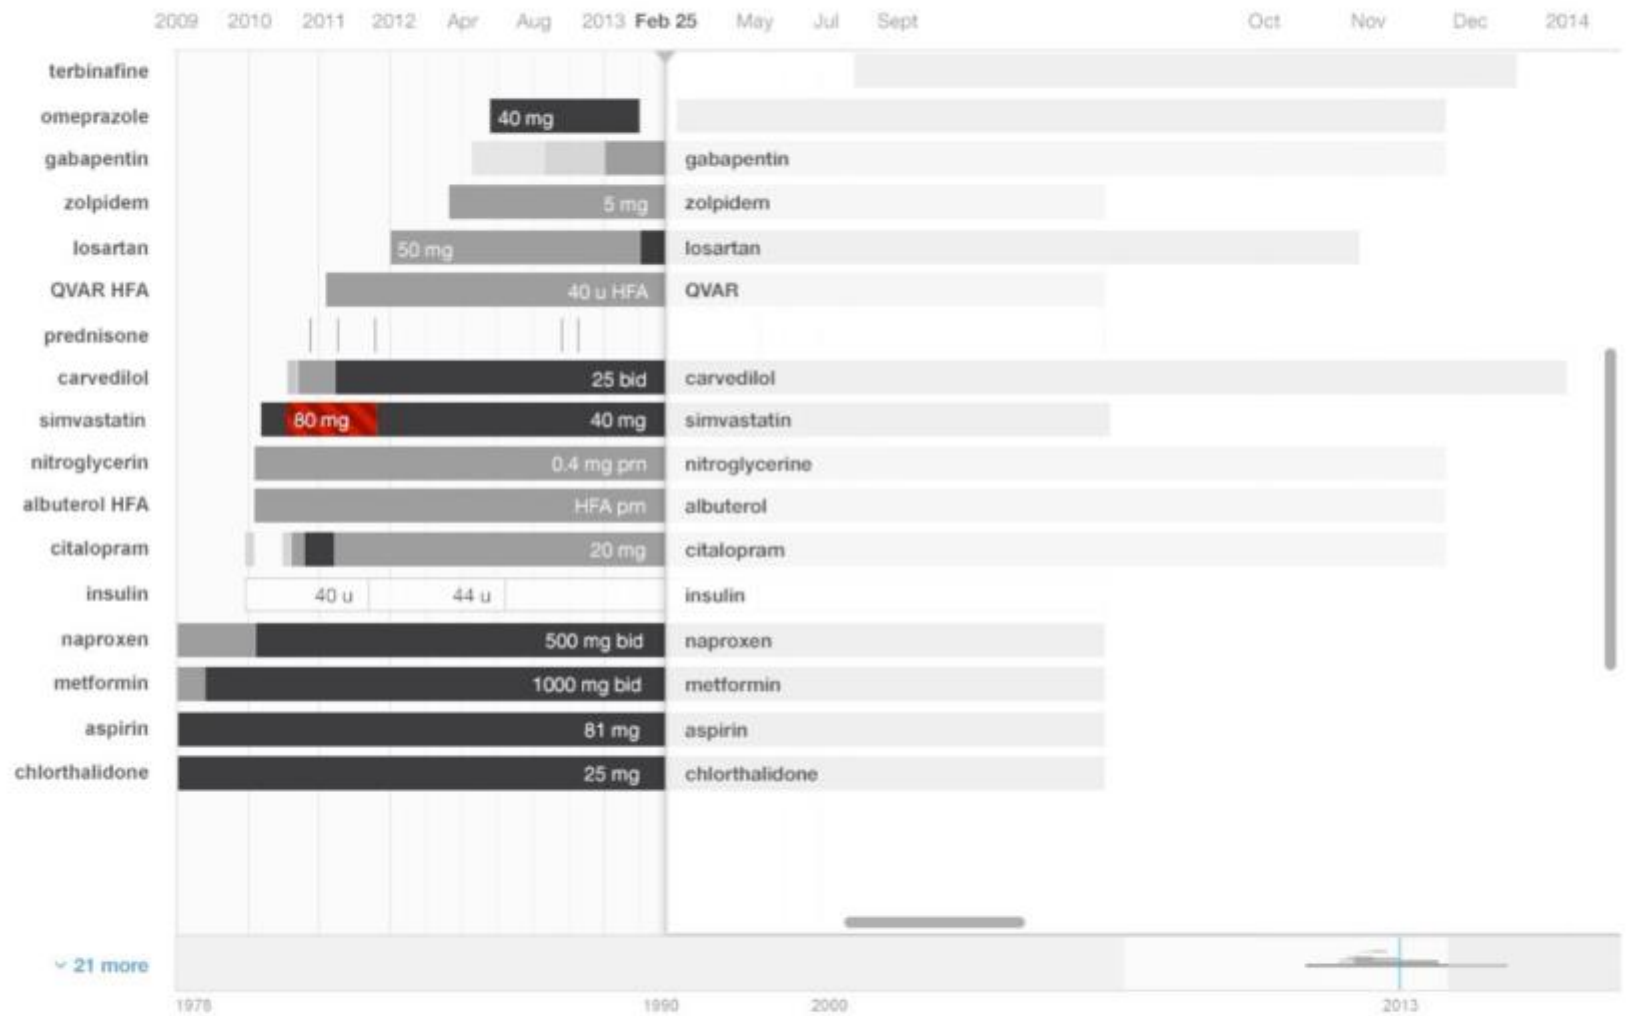 2009 2010 2011 2012 Apr Aug 2013 Feb 25 May Jul Sept Oct Nov Dec 2014
terbinafine
omeprazole 40 mg
gabapentin gabapentin
zolpidem 5 mg zolpidem
losartan 50 mg losartan
QVAR HFA 40 u HFA QVAR
prednisone
carvedilol 25 bid carvedilol
simvastatin 80 mg 40 mg simvastatin
nitroglycerin 0.4 mg prn nitroglycerine
albuterol HFA HFA prn albuterol
citalopram 20 mg citalopram
insulin 40 u 44 u insulin
naproxen 500 mg bid naproxen
metformin 1000 mg bid metformin
aspirin 81 mg aspirin
chlorthalidone 25 mg chlorthalidone
21 more
1978 1990 2000 2013